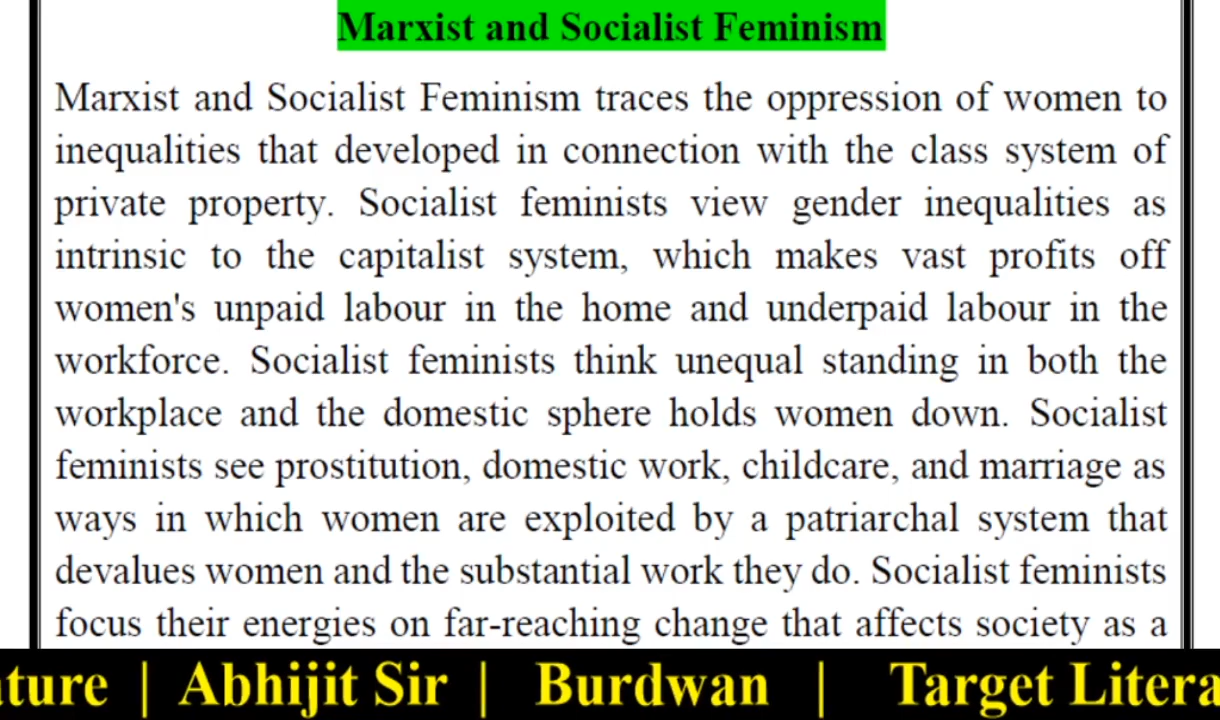 Marxist and Socialist Feminism
Marxist and Socialist Feminism traces the oppression of women to
inequalities that developed in connection with the class system of
private property. Socialist feminists view gender inequalities as
intrinsic to the capitalist system, which makes vast profits off
women's unpaid labour in the home and underpaid labour in the
workforce. Socialist feminists think unequal standing in both the
workplace and the domestic sphere holds women down. Socialist
feminists see prostitution, domestic work, childcare, and marriage as
ways in which women are exploited by a patriarchal system that
devalues women and the substantial work they do. Socialist feminists
focus their energies on far-reaching change that affects society as a
ture | Abhijit Sir | Burdwan | Target Litera